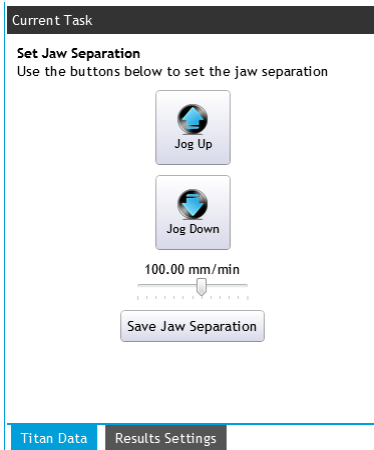 Current Task
Set Jaw Separation
Use the buttons below to set the jaw separation
Jog Up
Jog Down
100.00 mm/min
Save Jaw Separation
Titan Data
Results Settings